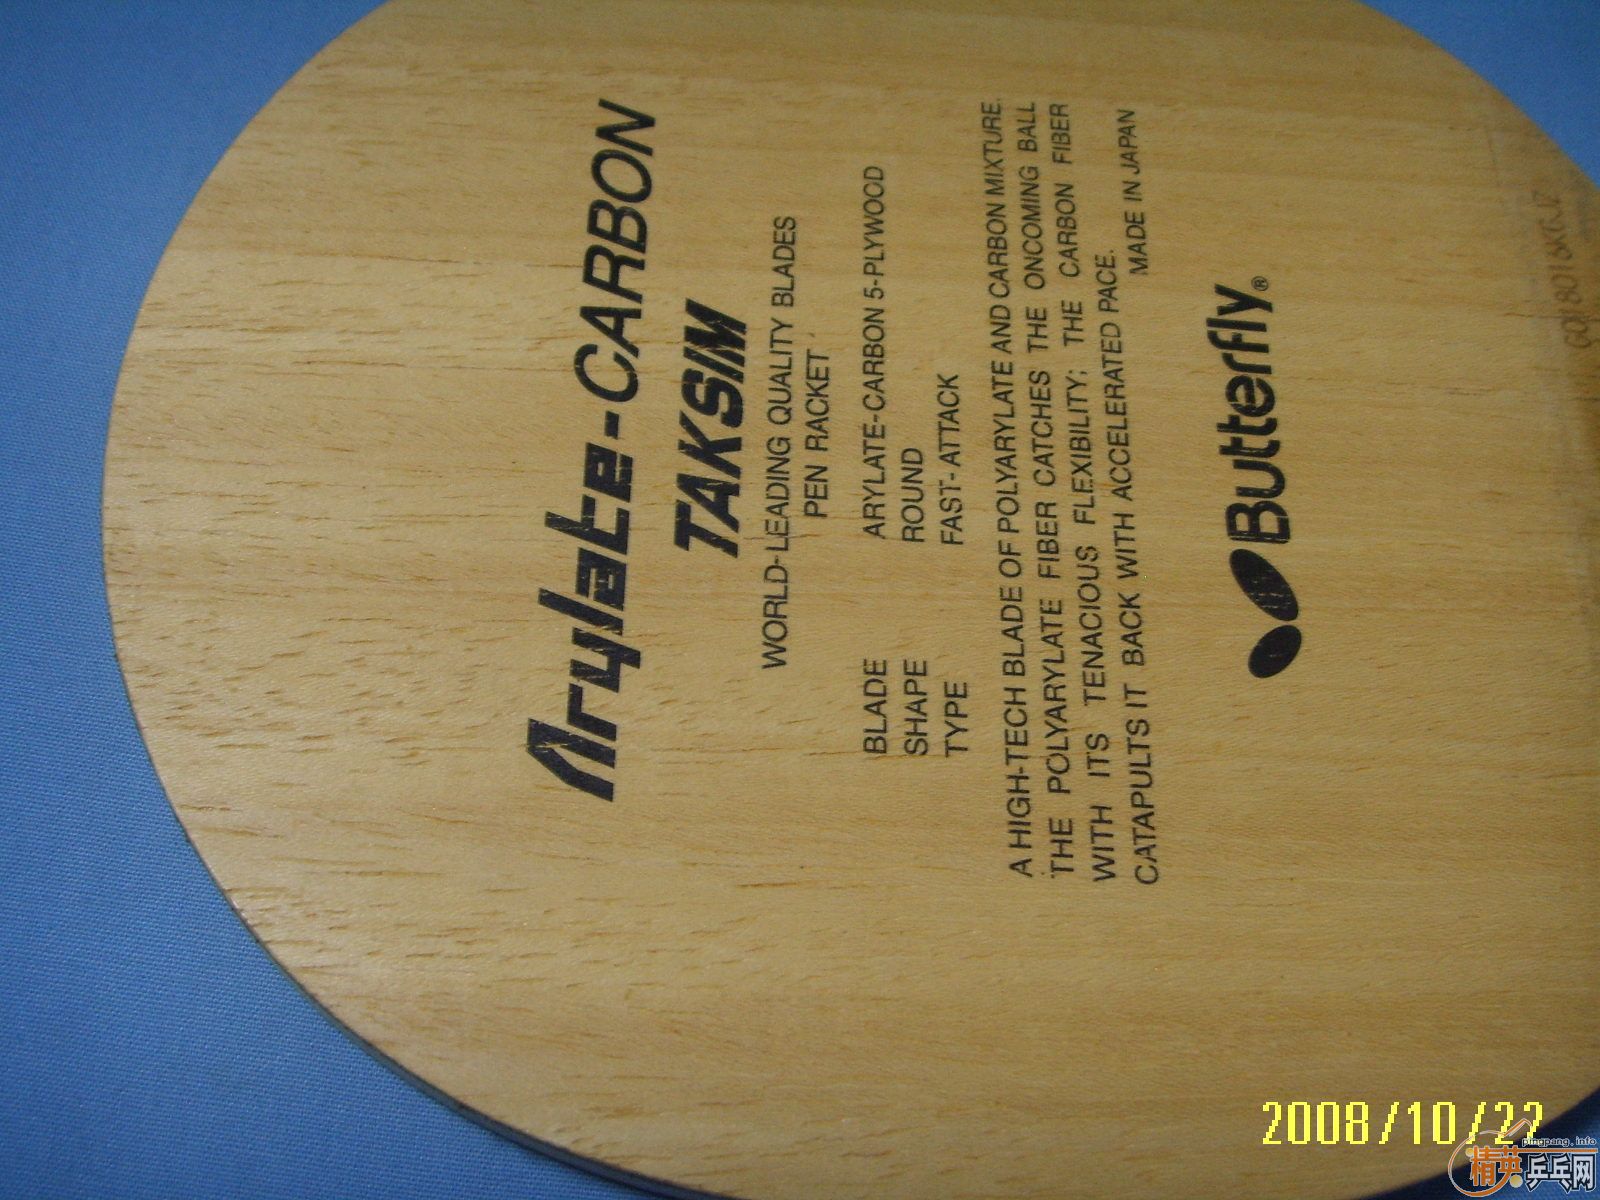 Arylate-CARBON
TAKSIM
WORLD-LEADING QUALITY BLADES
PEN RACKET
BLADE ARYLATE-CARBON 5-PLYWOOD
SHAPE ROUND
TYPE FAST-ATTACK
A HIGH-TECH BLADE OF POLYARYLATE AND CARBON MIXTURE.
THE POLYARYLATE FIBER CATCHES THE ONCOMING BALL
WITH IT'S TENACIOUS FLEXIBILITY; THE CARBON FIBER
CATAPULTS IT BACK WITH ACCELERATED PACE.
MADE IN JAPAN
Butterfly®
2008/10/22
pingpang.info
精英乒乓网